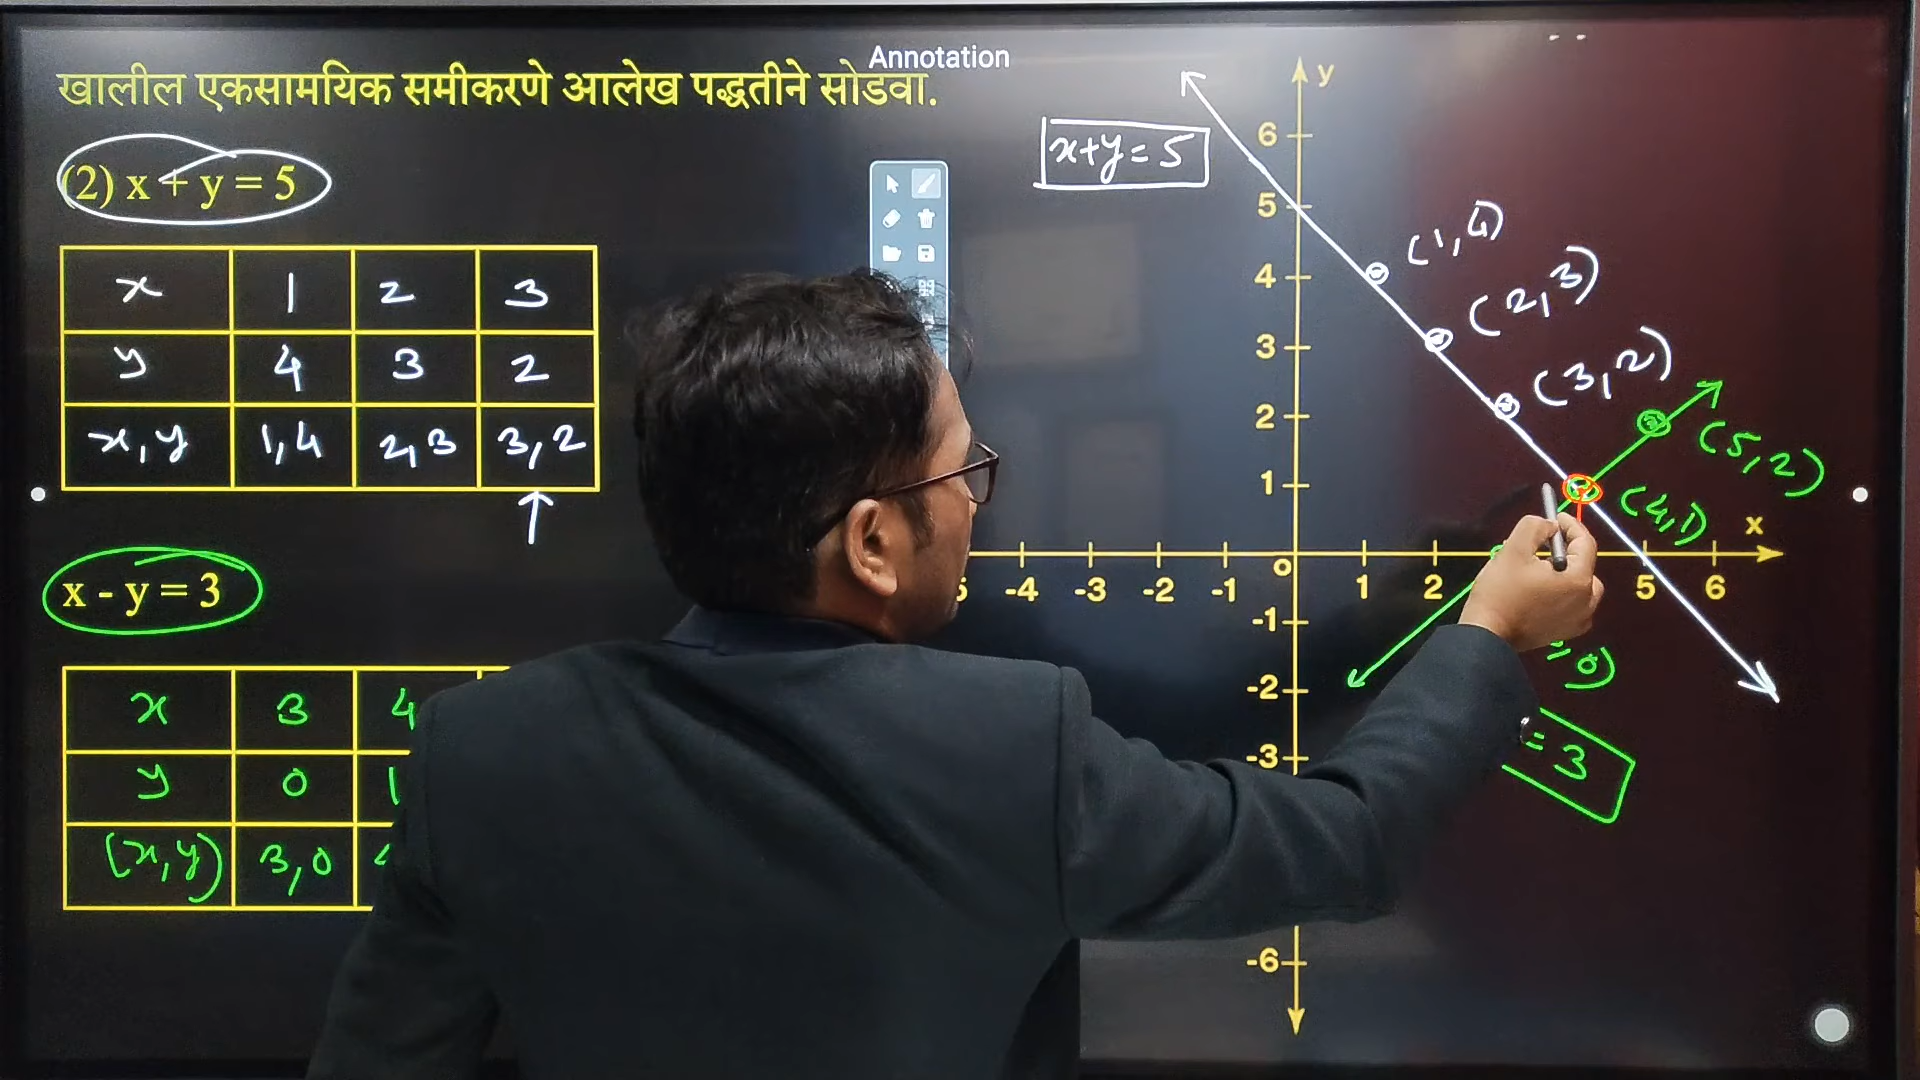 Annotation
खालील एकसामयिक समीकरणे आलेख पद्धतीने सोडवा.
(2) x + y = 5
x 1 2 3
y 4 3 2
x,y 1,4 2,3 3,2
x - y = 3
x 3 4
y 0 1
(x,y) 3,0
x+y=5
y
6
5
4
3
2
1
(1,4)
(2,3)
(3,2)
(5,2)
(4,1)
x
-4 -3 -2 -1 0 1 2 5 6
-1
-2
-3
-6
,0)
= 3